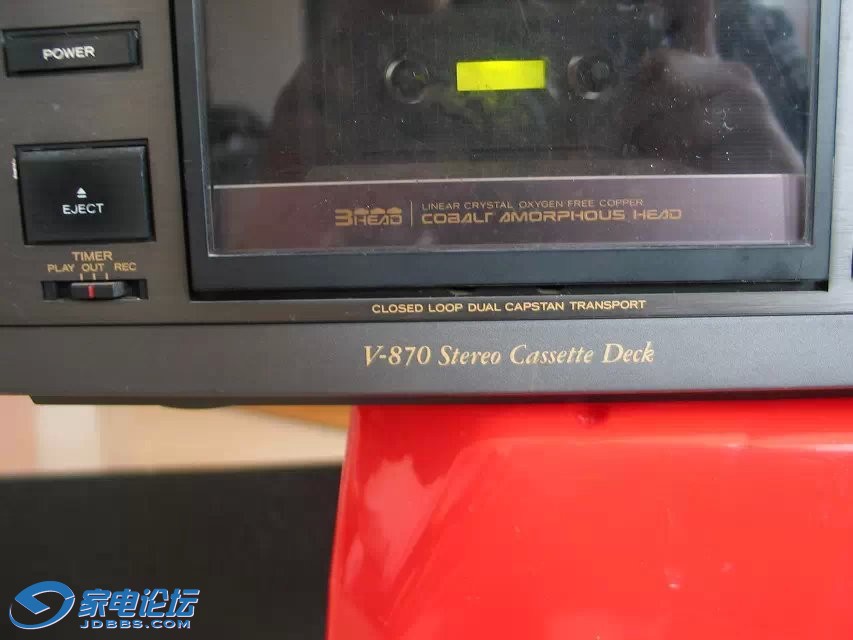 POWER
EJECT
TIMER
PLAY OUT REC
3HEAD
LINEAR CRYSTAL OXYGEN FREE COPPER
COBALT AMORPHOUS HEAD
CLOSED LOOP DUAL CAPSTAN TRANSPORT
V-870 Stereo Cassette Deck
家电论坛
JDBBS.COM